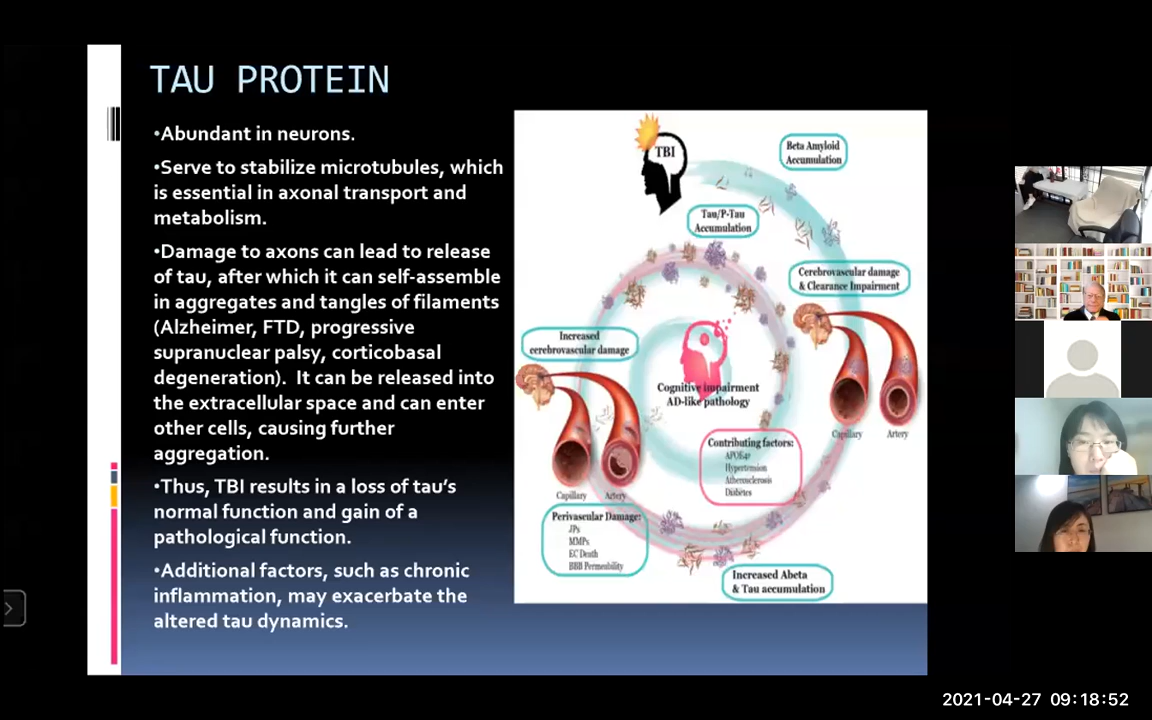 TAU PROTEIN
•Abundant in neurons.
•Serve to stabilize microtubules, which
is essential in axonal transport and
metabolism.
•Damage to axons can lead to release
of tau, after which it can self-assemble
in aggregates and tangles of filaments
(Alzheimer, FTD, progressive
supranuclear palsy, corticobasal
degeneration). It can be released into
the extracellular space and can enter
other cells, causing further
aggregation.
•Thus, TBI results in a loss of tau’s
normal function and gain of a
pathological function.
•Additional factors, such as chronic
inflammation, may exacerbate the
altered tau dynamics.
TBI
Beta Amyloid
Accumulation
Tau/P-Tau
Accumulation
Cerebrovascular damage
& Clearance Impairment
Increased
cerebrovascular damage
Cognitive impairment
AD-like pathology
Capillary
Artery
Contributing factors:
Hypertension
Atherosclerosis
Diabetes
Capillary
Artery
Perivascular Damage:
JPs
MMPs
EC Death
BBB Permeability
Increased Abeta
& Tau accumulation
2021-04-27 09:18:52